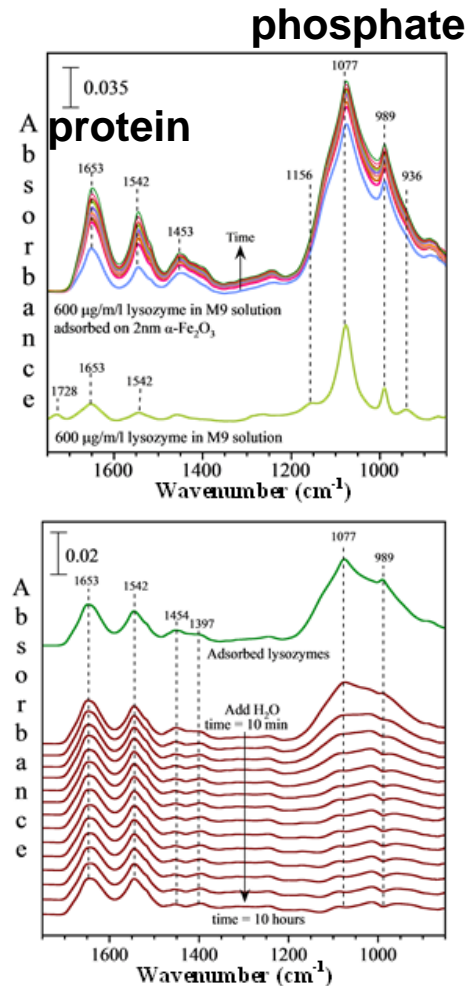 phosphate
protein
0.035
1653
1542
1453
1156
1077
989
936
Time
Absorbance
600 μg/m/l lysozyme in M9 solution
adsorbed on 2nm α-Fe₂O₃
1728
1653
1542
600 μg/m/l lysozyme in M9 solution
1600 1400 1200 1000
Wavenumber (cm⁻¹)
0.02
1653
1542
1454
1397
1077
989
Absorbance
Adsorbed lysozymes
Add H₂O
time = 10 min
time = 10 hours
1600 1400 1200 1000
Wavenumber (cm⁻¹)